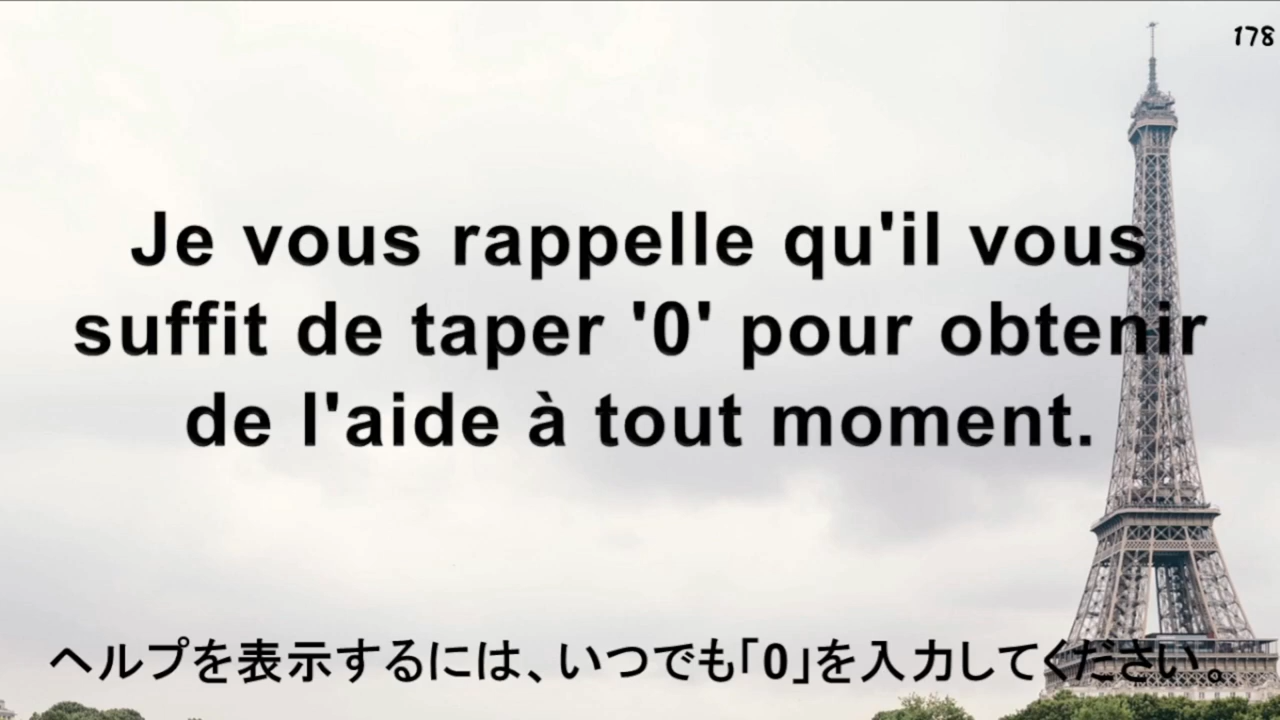 178
Je vous rappelle qu'il vous
suffit de taper '0' pour obtenir
de l'aide à tout moment.
ヘルプを表示するには、いつでも「0」を入力してください。